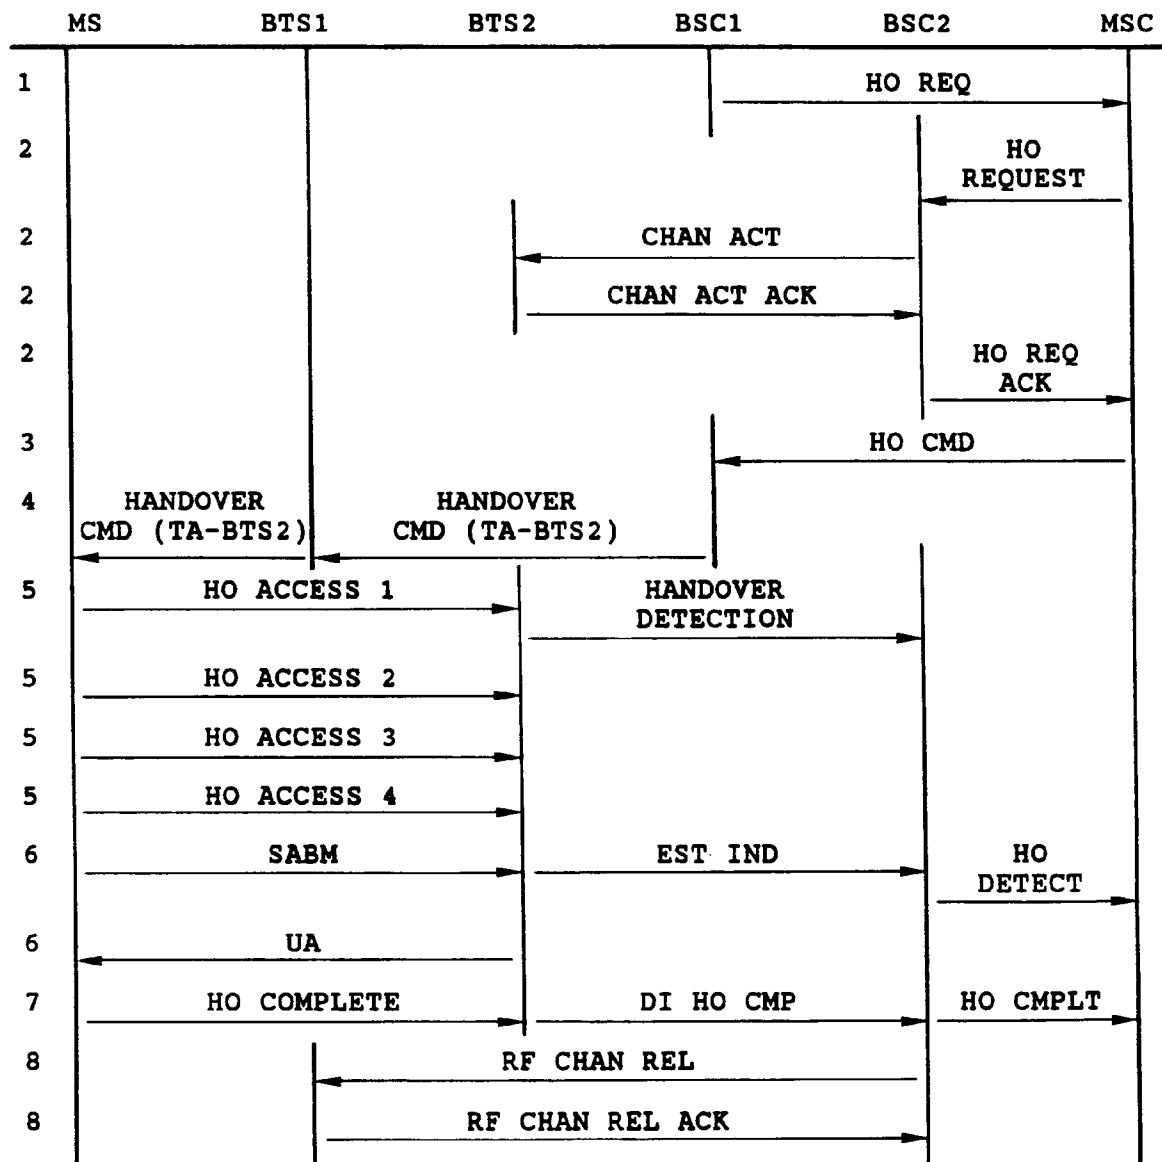 MS BTS1 BTS2 BSC1 BSC2 MSC
1 HO REQ
2 HO
REQUEST
2 CHAN ACT
2 CHAN ACT ACK
2 HO REQ
ACK
3 HO CMD
4 HANDOVER HANDOVER
CMD (TA-BTS2) CMD (TA-BTS2)
5 HO ACCESS 1 HANDOVER
DETECTION
5 HO ACCESS 2
5 HO ACCESS 3
5 HO ACCESS 4
6 SABM EST IND HO
DETECT
6 UA
7 HO COMPLETE DI HO CMP HO CMPLT
8 RF CHAN REL
8 RF CHAN REL ACK